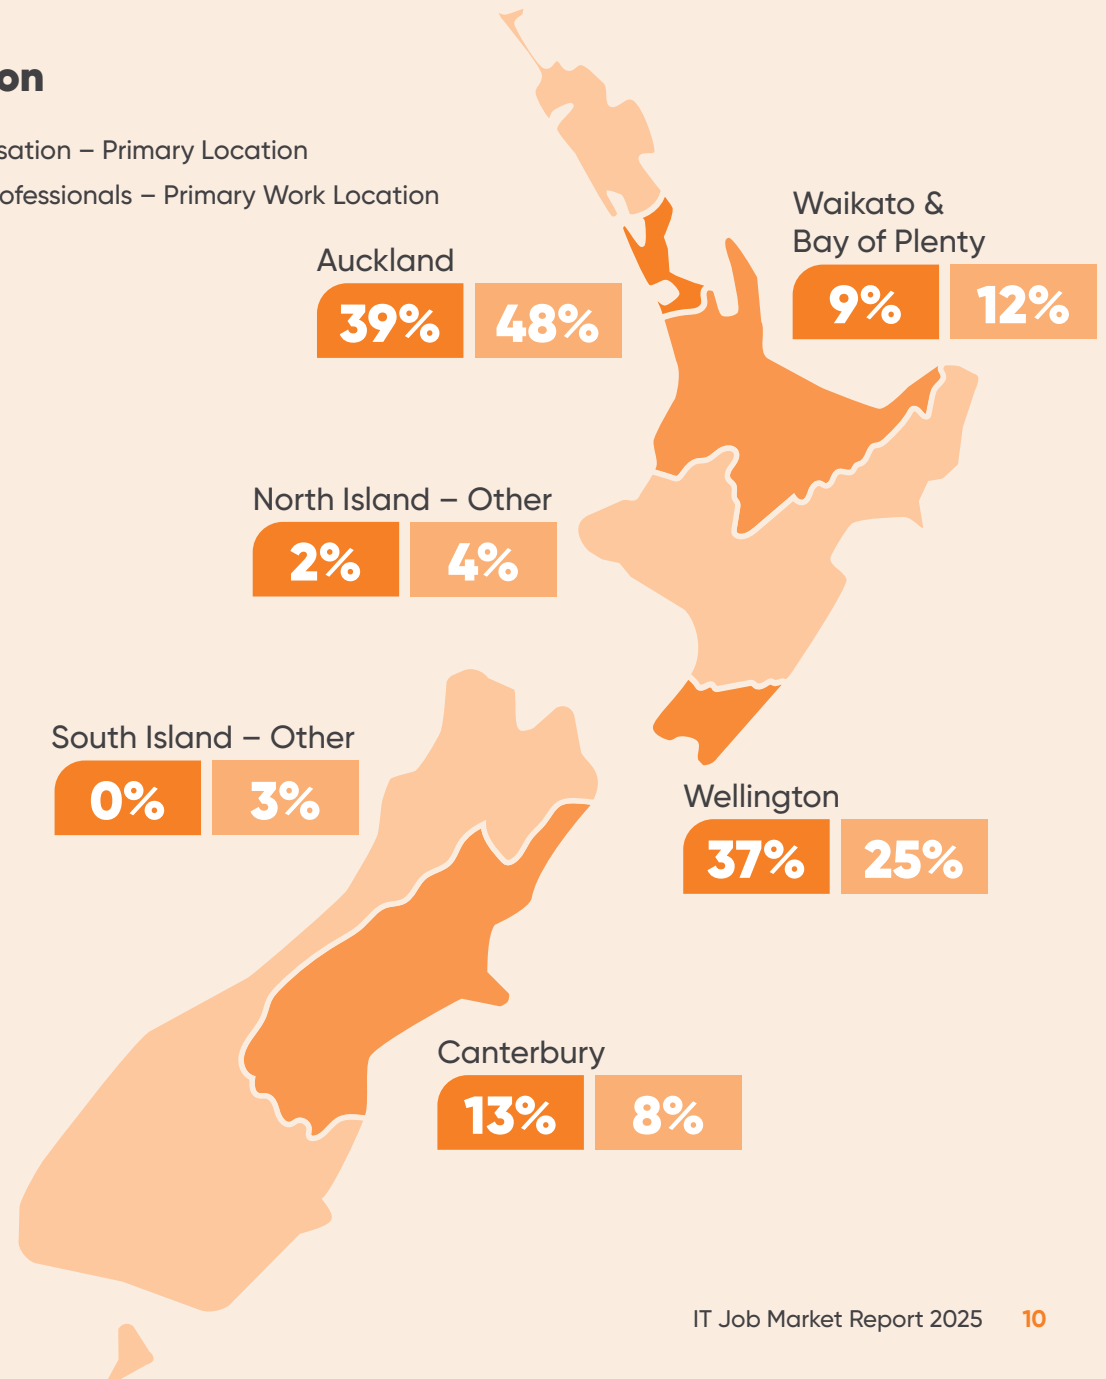 on
sation – Primary Location
ofessionals – Primary Work Location
Auckland
39% 48%
Waikato &
Bay of Plenty
9% 12%
North Island – Other
2% 4%
South Island – Other
0% 3%
Wellington
37% 25%
Canterbury
13% 8%
IT Job Market Report 2025 10